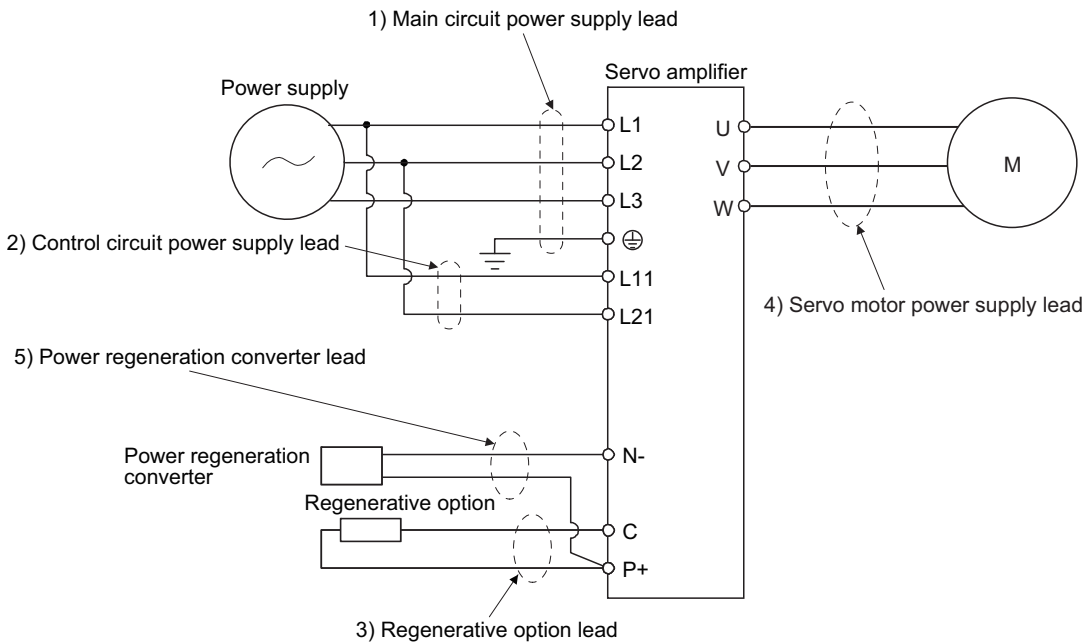 1) Main circuit power supply lead
Servo amplifier
Power supply
L1
U
L2
V
M
L3
W
2) Control circuit power supply lead
L11
4) Servo motor power supply lead
L21
5) Power regeneration converter lead
Power regeneration
converter
N-
Regenerative option
C
P+
3) Regenerative option lead